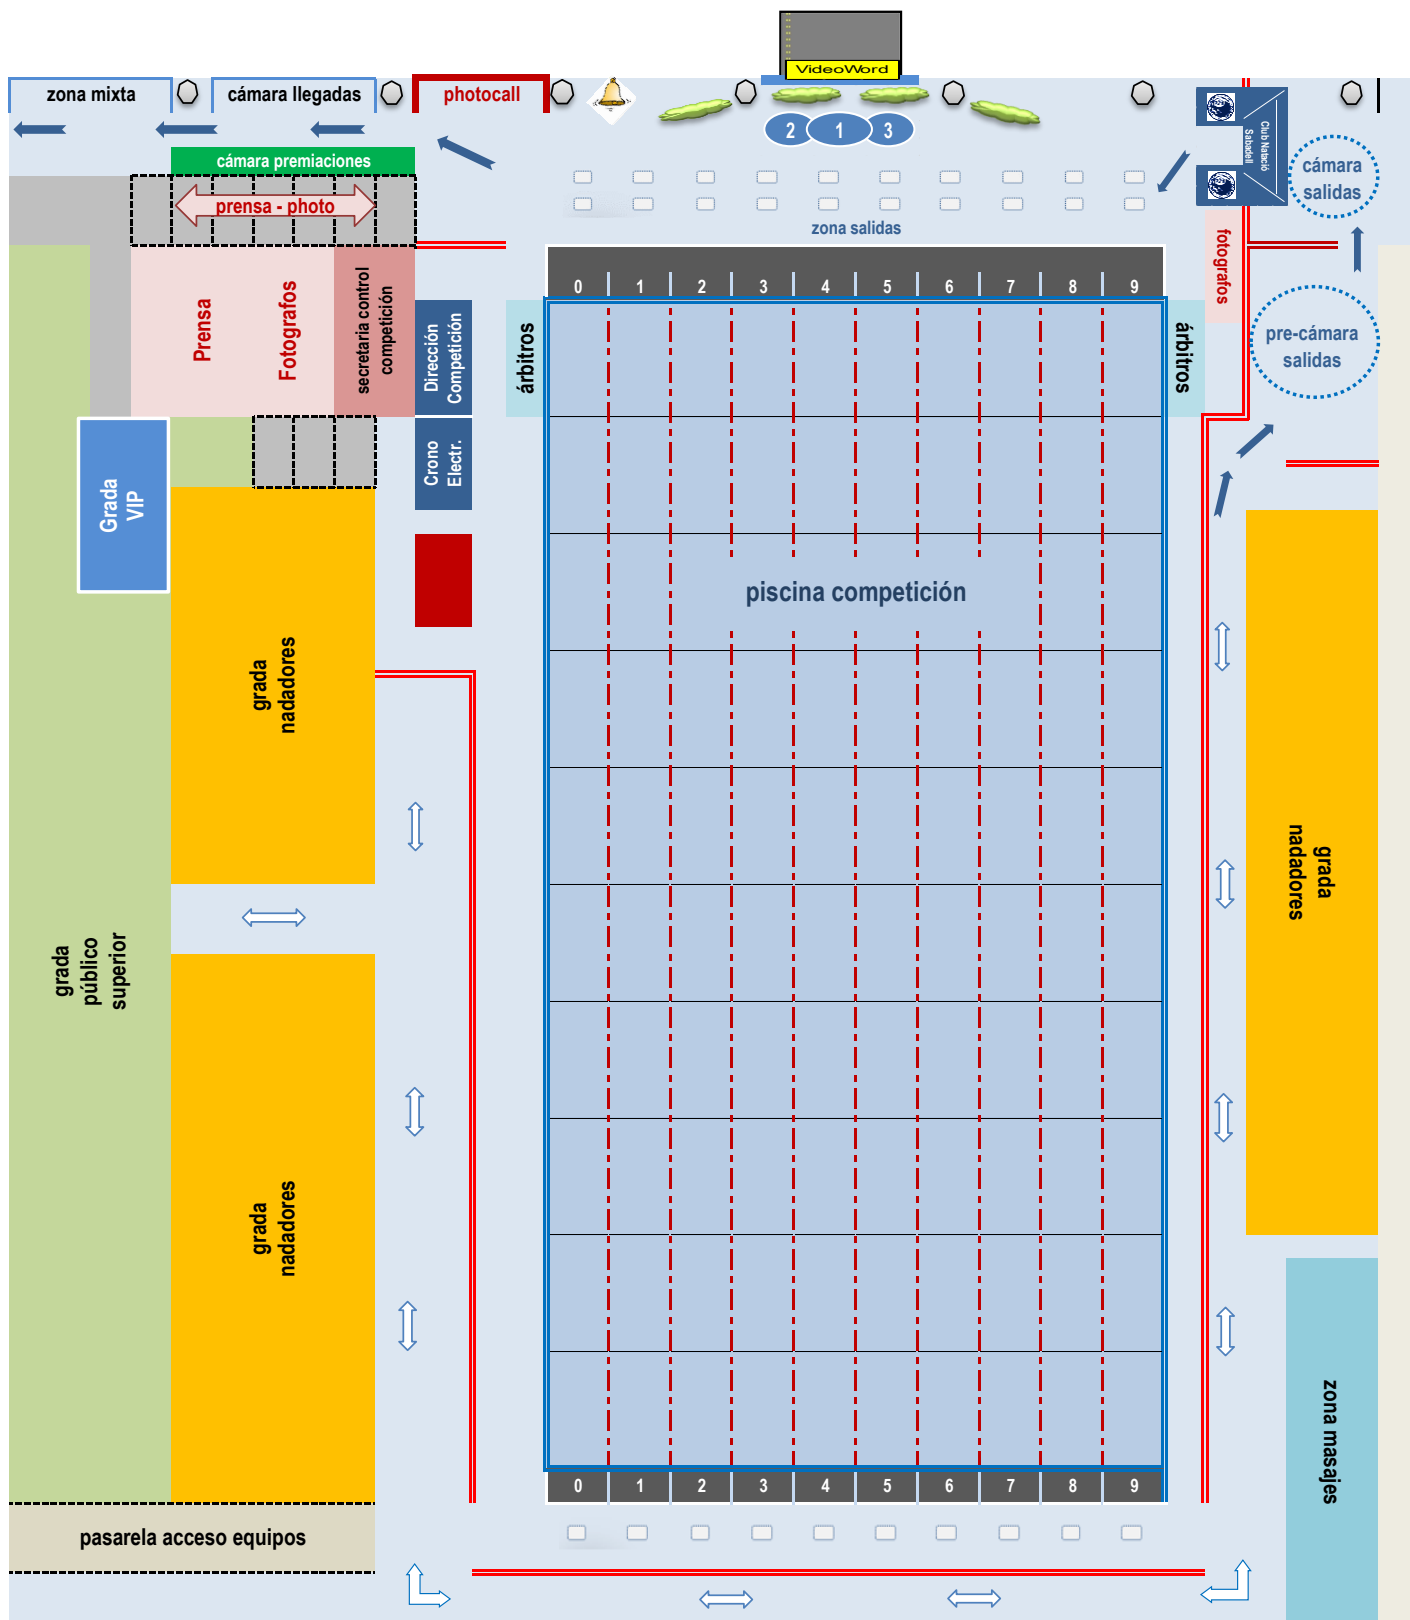 VideoWord
zona mixta
cámara llegadas
photocall
2
1
3
Club Natació
Sabadell
cámara
salidas
cámara premiaciones
prensa - photo
zona salidas
fotografos
0 1 2 3 4 5 6 7 8 9
Prensa
Fotografos
secretaria control
competición
Dirección
Competición
árbitros
árbitros
pre-cámara
salidas
Crono
Electr.
Grada
VIP
piscina competición
grada
nadadores
grada
nadadores
grada
público
superior
grada
nadadores
zona masajes
0 1 2 3 4 5 6 7 8 9
pasarela acceso equipos